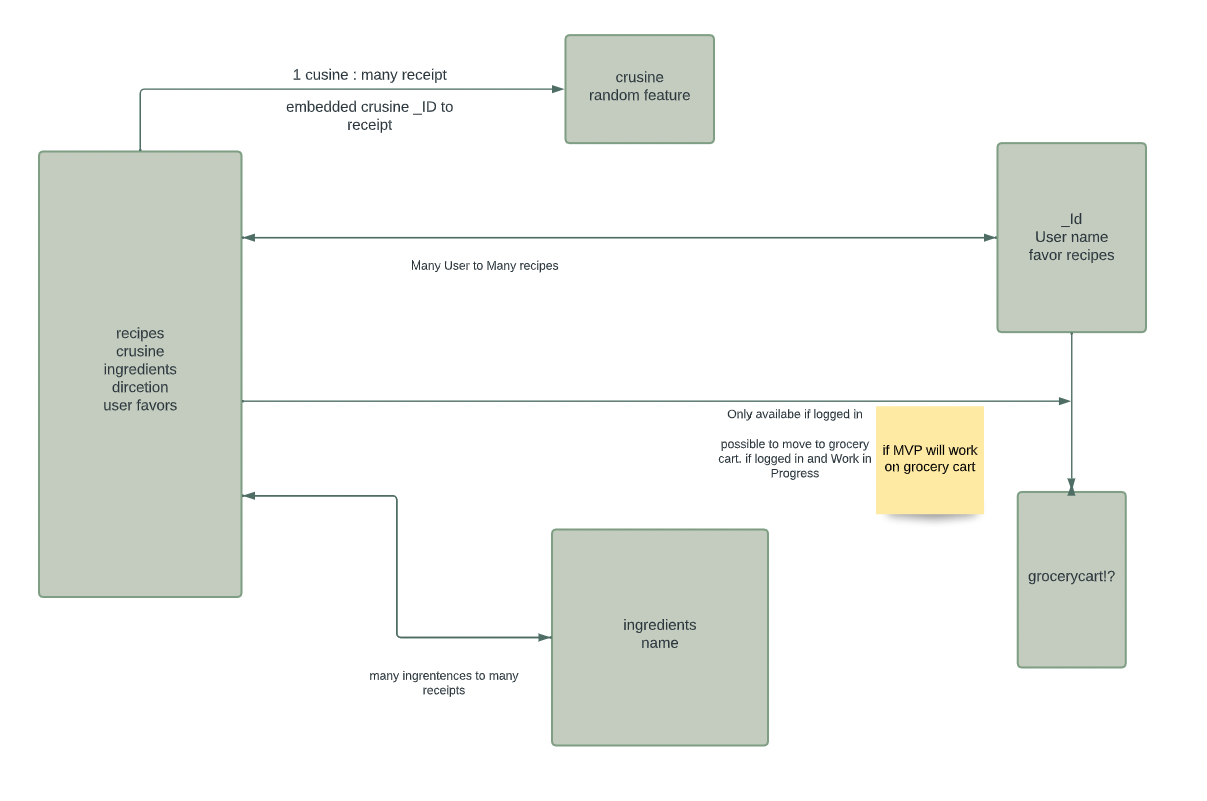 1 cusine : many receipt
embedded crusine _ID to
receipt
crusine
random feature
_Id
User name
favor recipes
Many User to Many recipes
recipes
crusine
ingredients
dircetion
user favors
Only availabe if logged in
possible to move to grocery
cart. if logged in and Work in
Progress
if MVP will work
on grocery cart
grocerycart!?
ingredients
name
many ingrentences to many
receipts